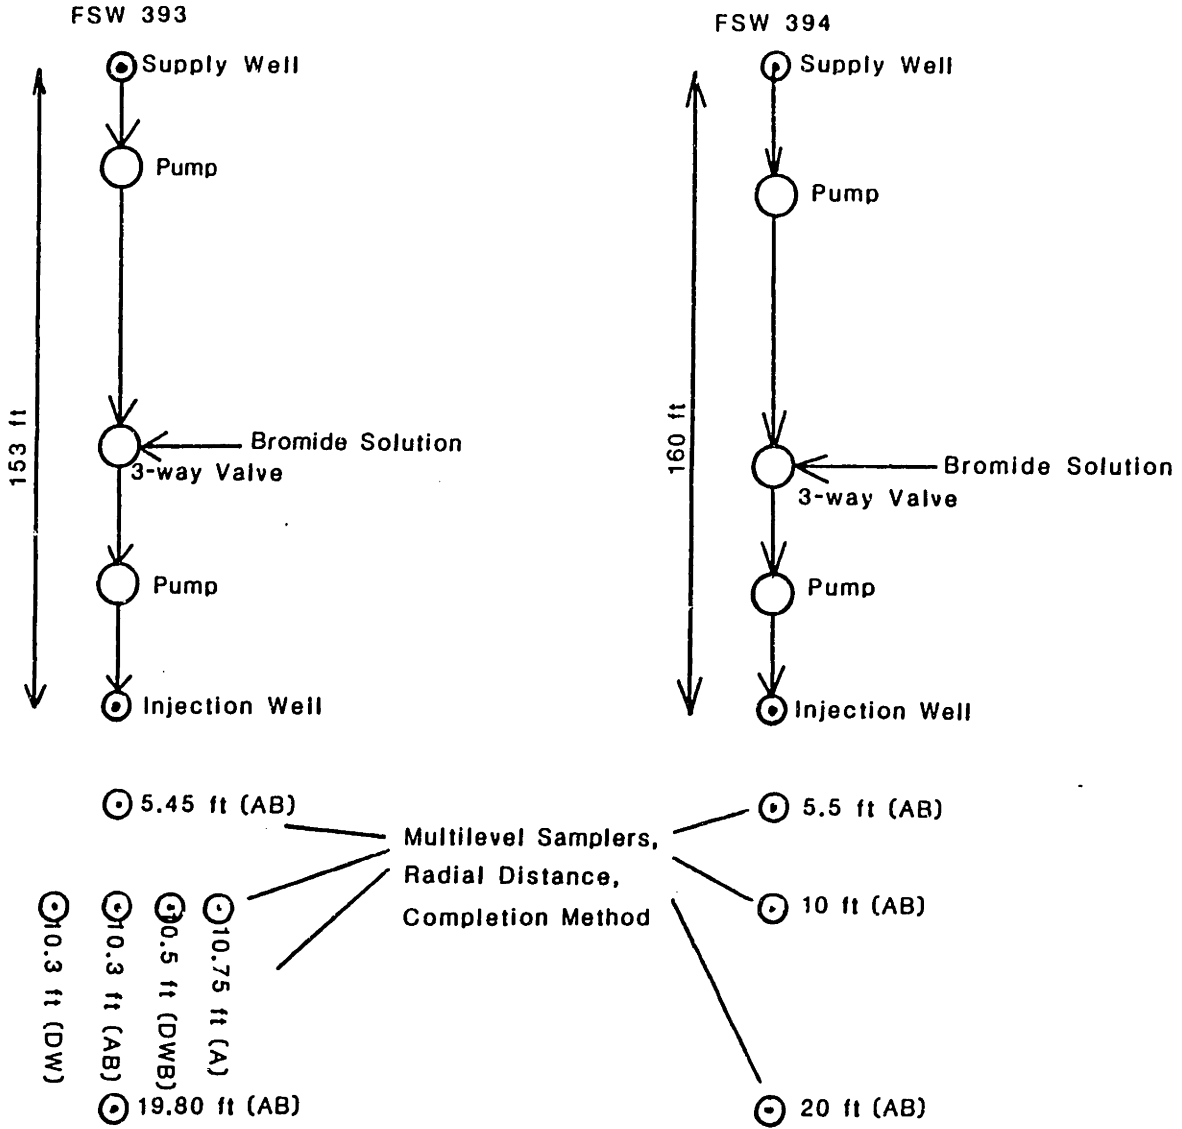 FSW 393
Supply Well
Pump
153 ft
Bromide Solution
3-way Valve
Pump
Injection Well
5.45 ft (AB)
10.3 ft (DW)
10.3 ft (AB)
10.5 ft (DWB)
10.75 ft (A)
19.80 ft (AB)
Multilevel Samplers,
Radial Distance,
Completion Method
FSW 394
Supply Well
Pump
160 ft
Bromide Solution
3-way Valve
Pump
Injection Well
5.5 ft (AB)
10 ft (AB)
20 ft (AB)